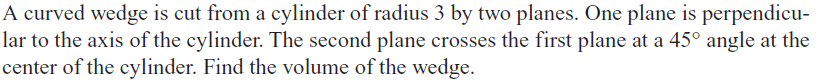 A curved wedge is cut from a cylinder of radius 3 by two planes. One plane is perpendicu-
lar to the axis of the cylinder. The second plane crosses the first plane at a 45° angle at the
center of the cylinder. Find the volume of the wedge.